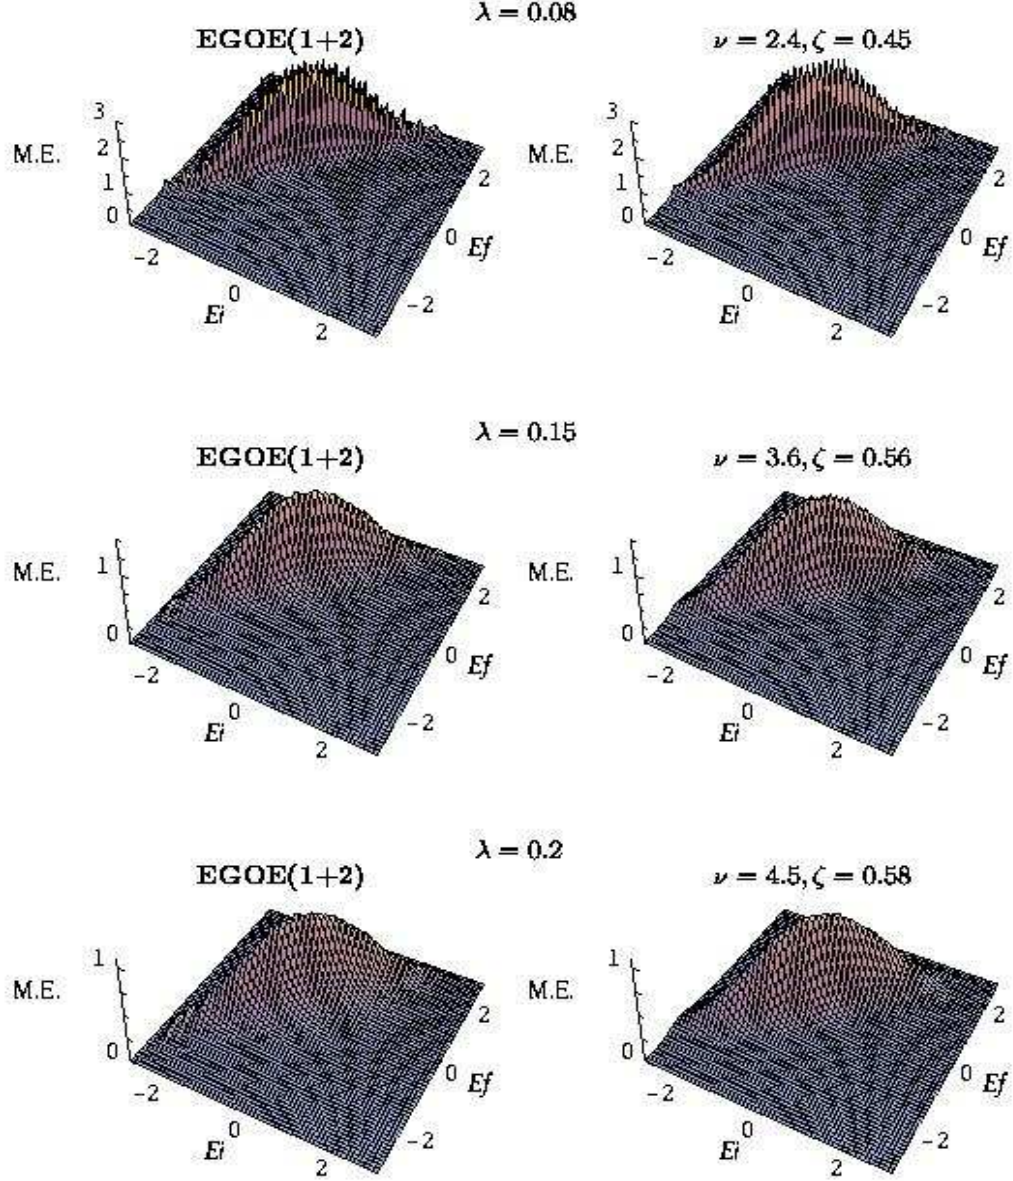 λ = 0.08
EGOE(1+2)
ν = 2.4, ζ = 0.45
3
2
1
0
M.E.
-2
0
2
Ei
2
0
-2
Ef
3
2
1
0
M.E.
-2
0
2
Ei
2
0
-2
Ef
λ = 0.15
EGOE(1+2)
ν = 3.6, ζ = 0.56
1
0
M.E.
-2
0
2
Ei
2
0
-2
Ef
1
0
M.E.
-2
0
2
Ei
2
0
-2
Ef
λ = 0.2
EGOE(1+2)
ν = 4.5, ζ = 0.58
1
0
M.E.
-2
0
2
Ei
2
0
-2
Ef
1
0
M.E.
-2
0
2
Ei
2
0
-2
Ef